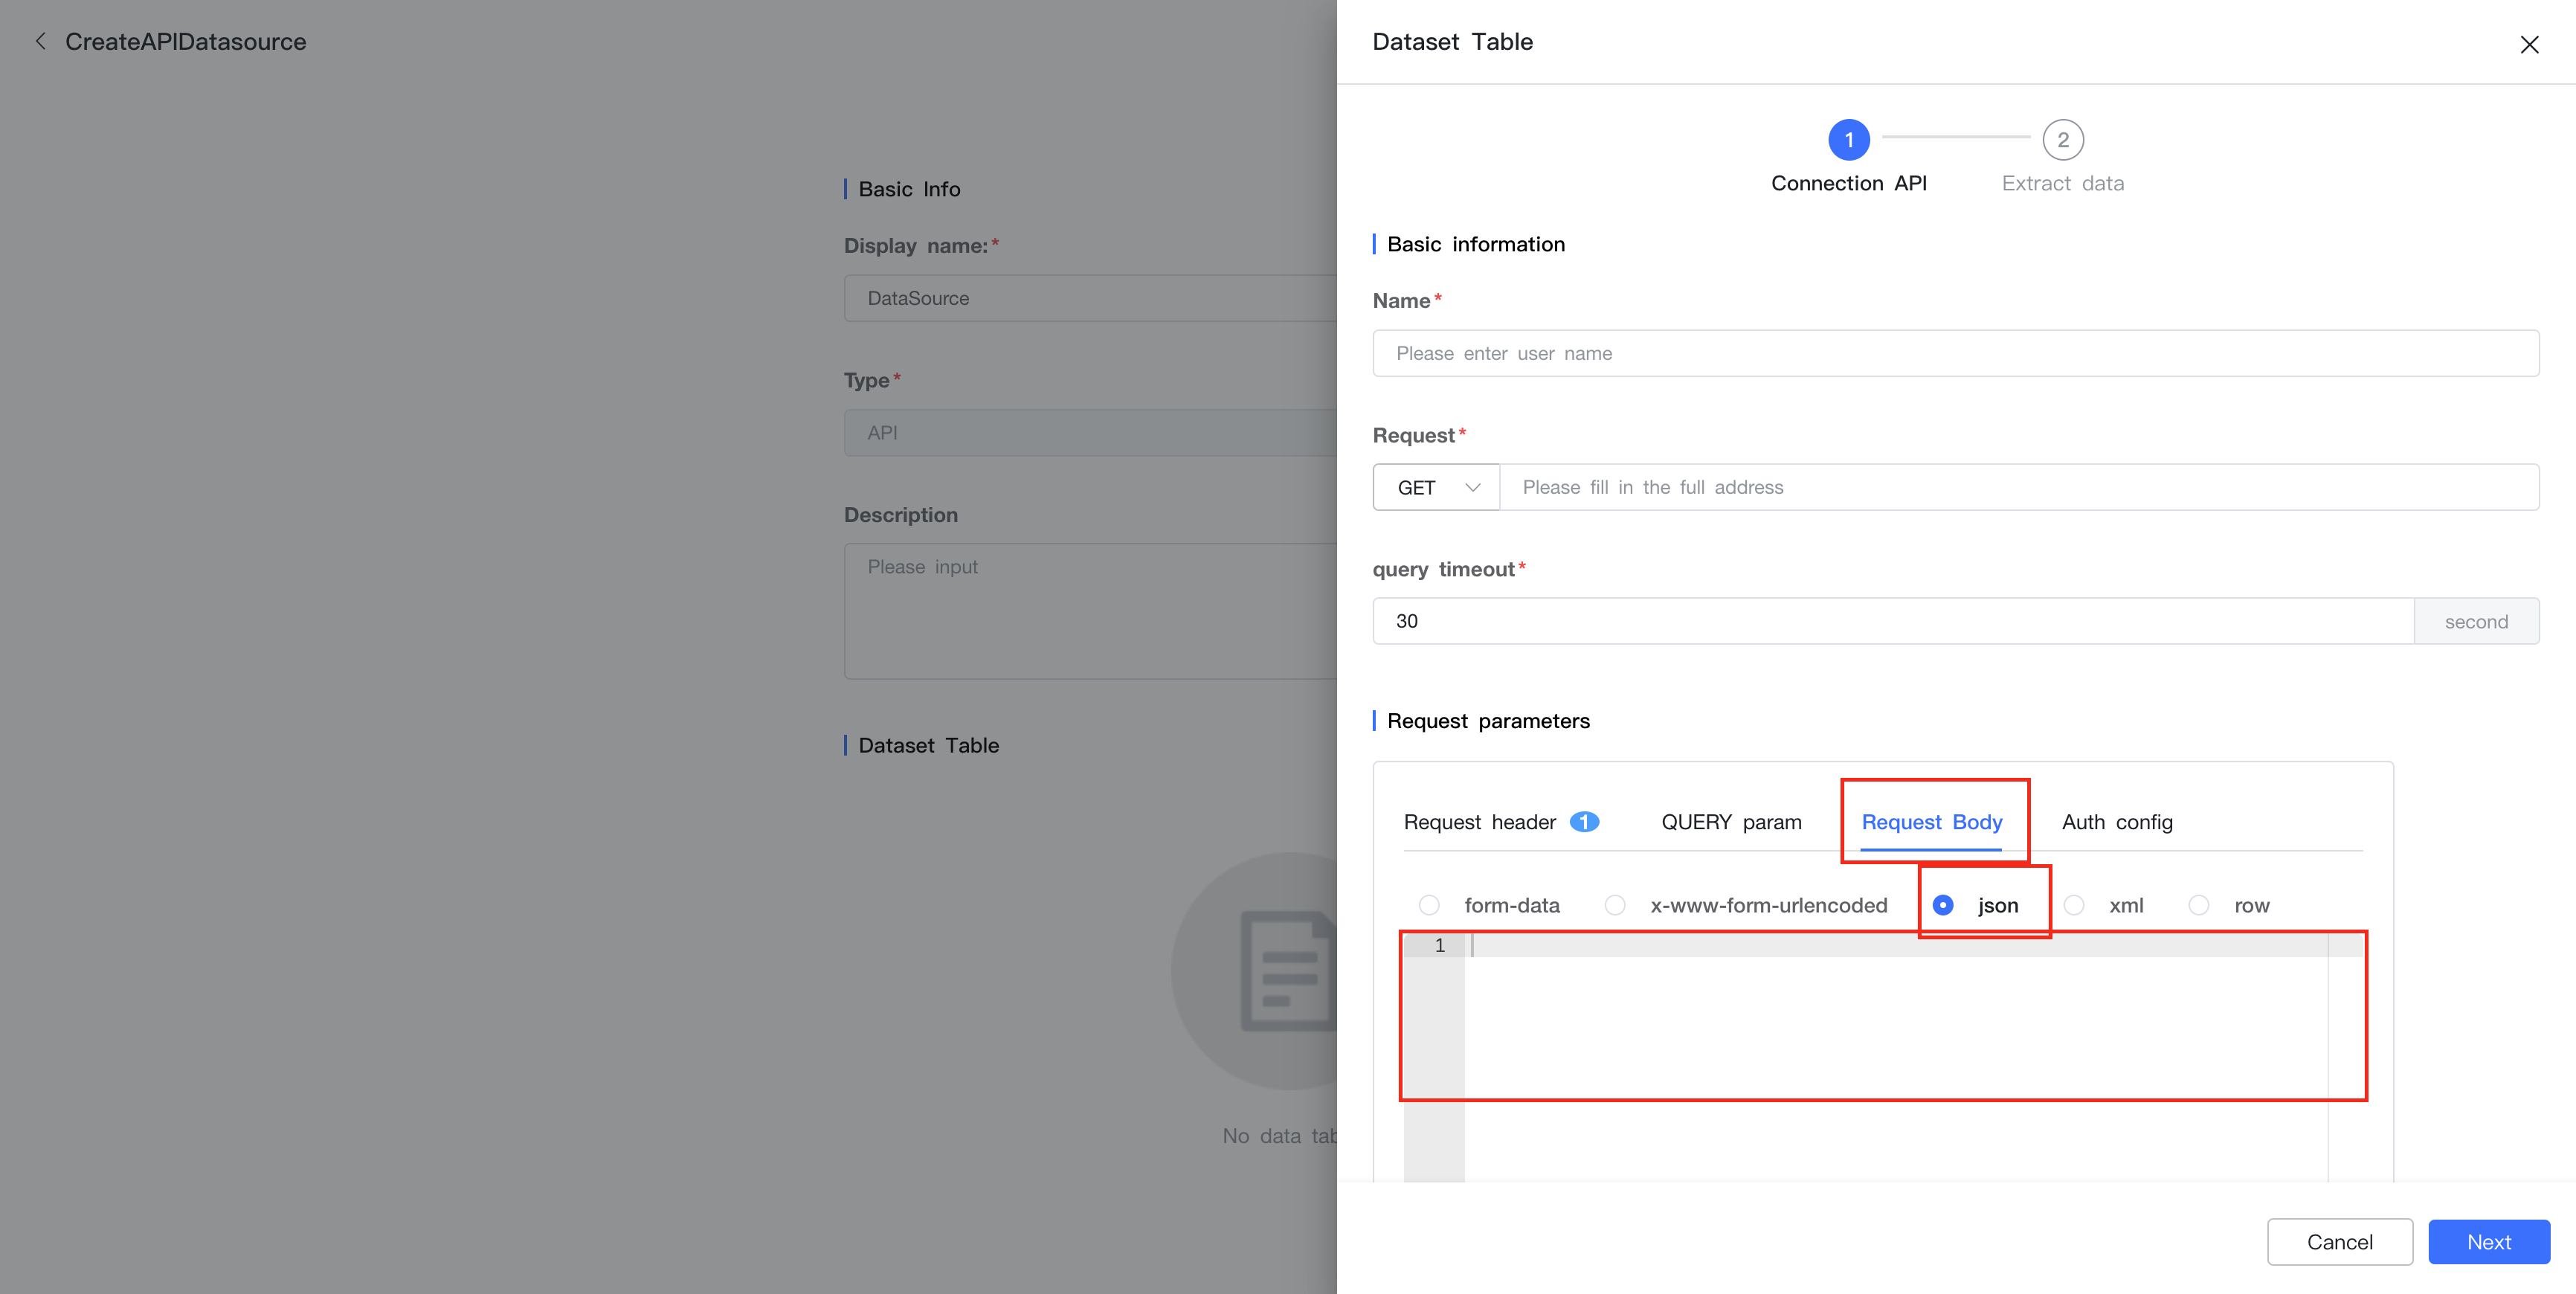 CreateAPIDatasource
Basic Info
Display name:*
DataSource
Type*
API
Description
Please input
Dataset Table
No data tab
Dataset Table
1
2
Connection API
Extract data
Basic information
Name*
Please enter user name
Request*
GET
Please fill in the full address
query timeout*
30
second
Request parameters
Request header 1
QUERY param
Request Body
Auth config
form-data
x-www-form-urlencoded
json
xml
row
1
Cancel
Next